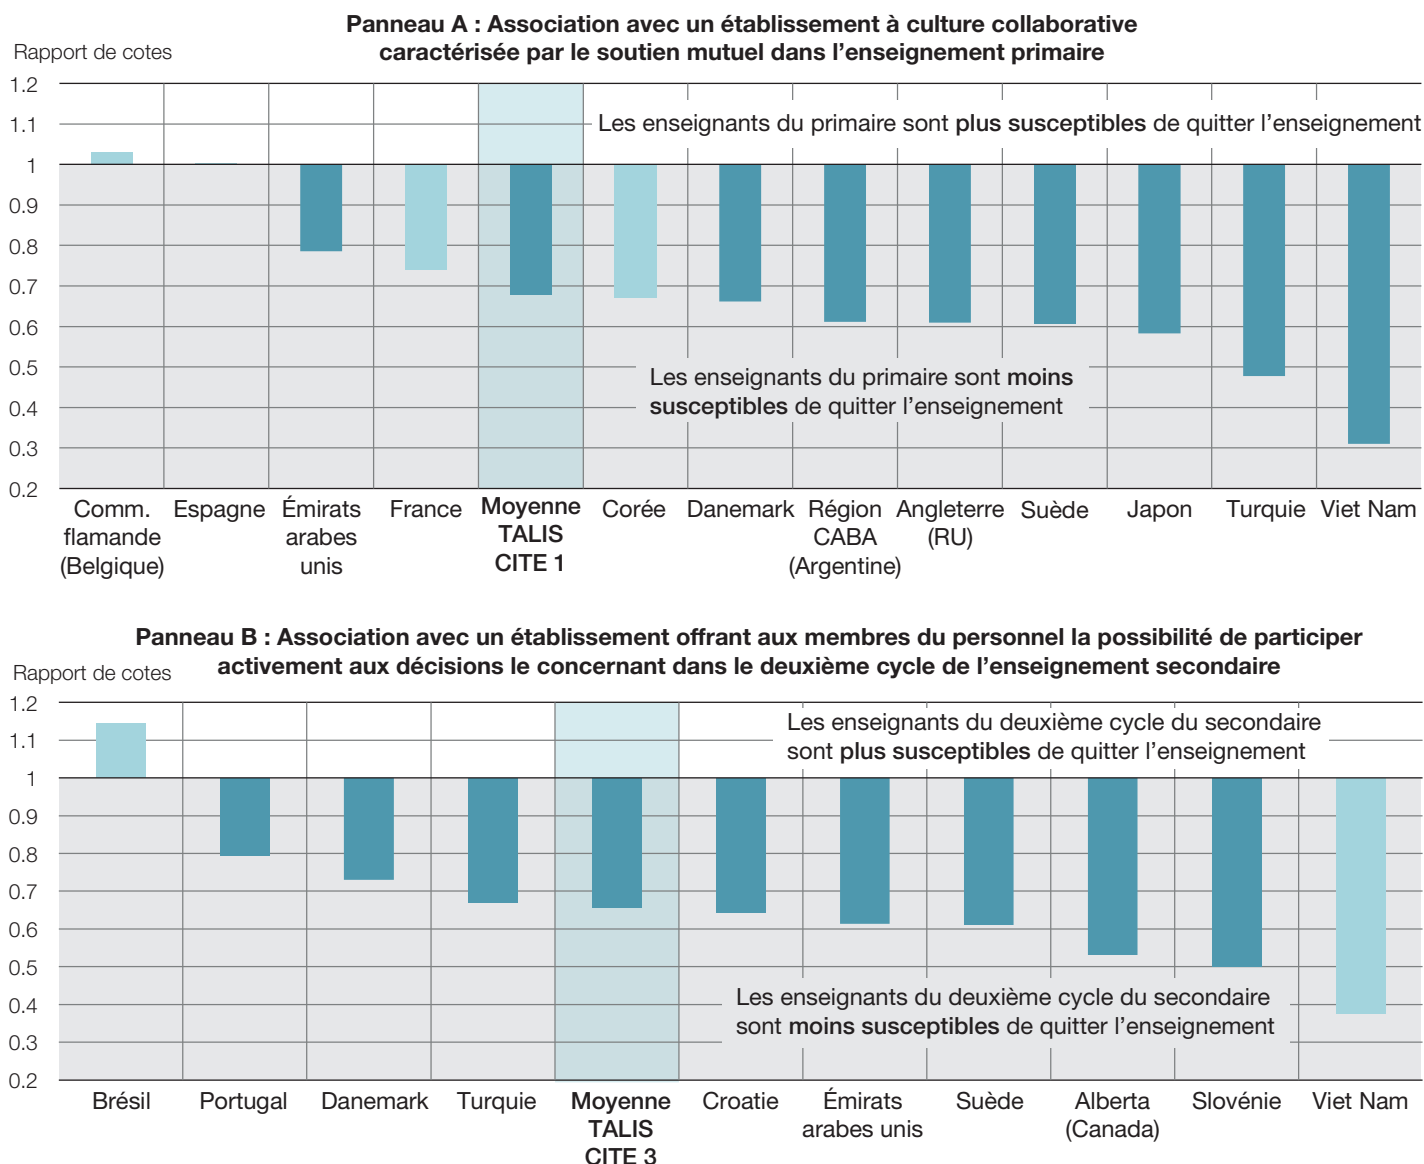 Panneau A : Association avec un établissement à culture collaborative
caractérisée par le soutien mutuel dans l'enseignement primaire
Rapport de cotes
1.2
1.1
1
0.9
0.8
0.7
0.6
0.5
0.4
0.3
0.2
Les enseignants du primaire sont plus susceptibles de quitter l'enseignement
Les enseignants du primaire sont moins
susceptibles de quitter l'enseignement
Comm.
flamande
(Belgique)
Espagne
Émirats
arabes
unis
France
Moyenne
TALIS
CITE 1
Corée
Danemark
Région
CABA
(Argentine)
Angleterre
(RU)
Suède
Japon
Turquie
Viet Nam
Panneau B : Association avec un établissement offrant aux membres du personnel la possibilité de participer
activement aux décisions le concernant dans le deuxième cycle de l'enseignement secondaire
Rapport de cotes
1.2
1.1
1
0.9
0.8
0.7
0.6
0.5
0.4
0.3
0.2
Les enseignants du deuxième cycle du secondaire
sont plus susceptibles de quitter l'enseignement
Les enseignants du deuxième cycle du secondaire
sont moins susceptibles de quitter l'enseignement
Brésil
Portugal
Danemark
Turquie
Moyenne
TALIS
CITE 3
Croatie
Émirats
arabes unis
Suède
Alberta
(Canada)
Slovénie
Viet Nam